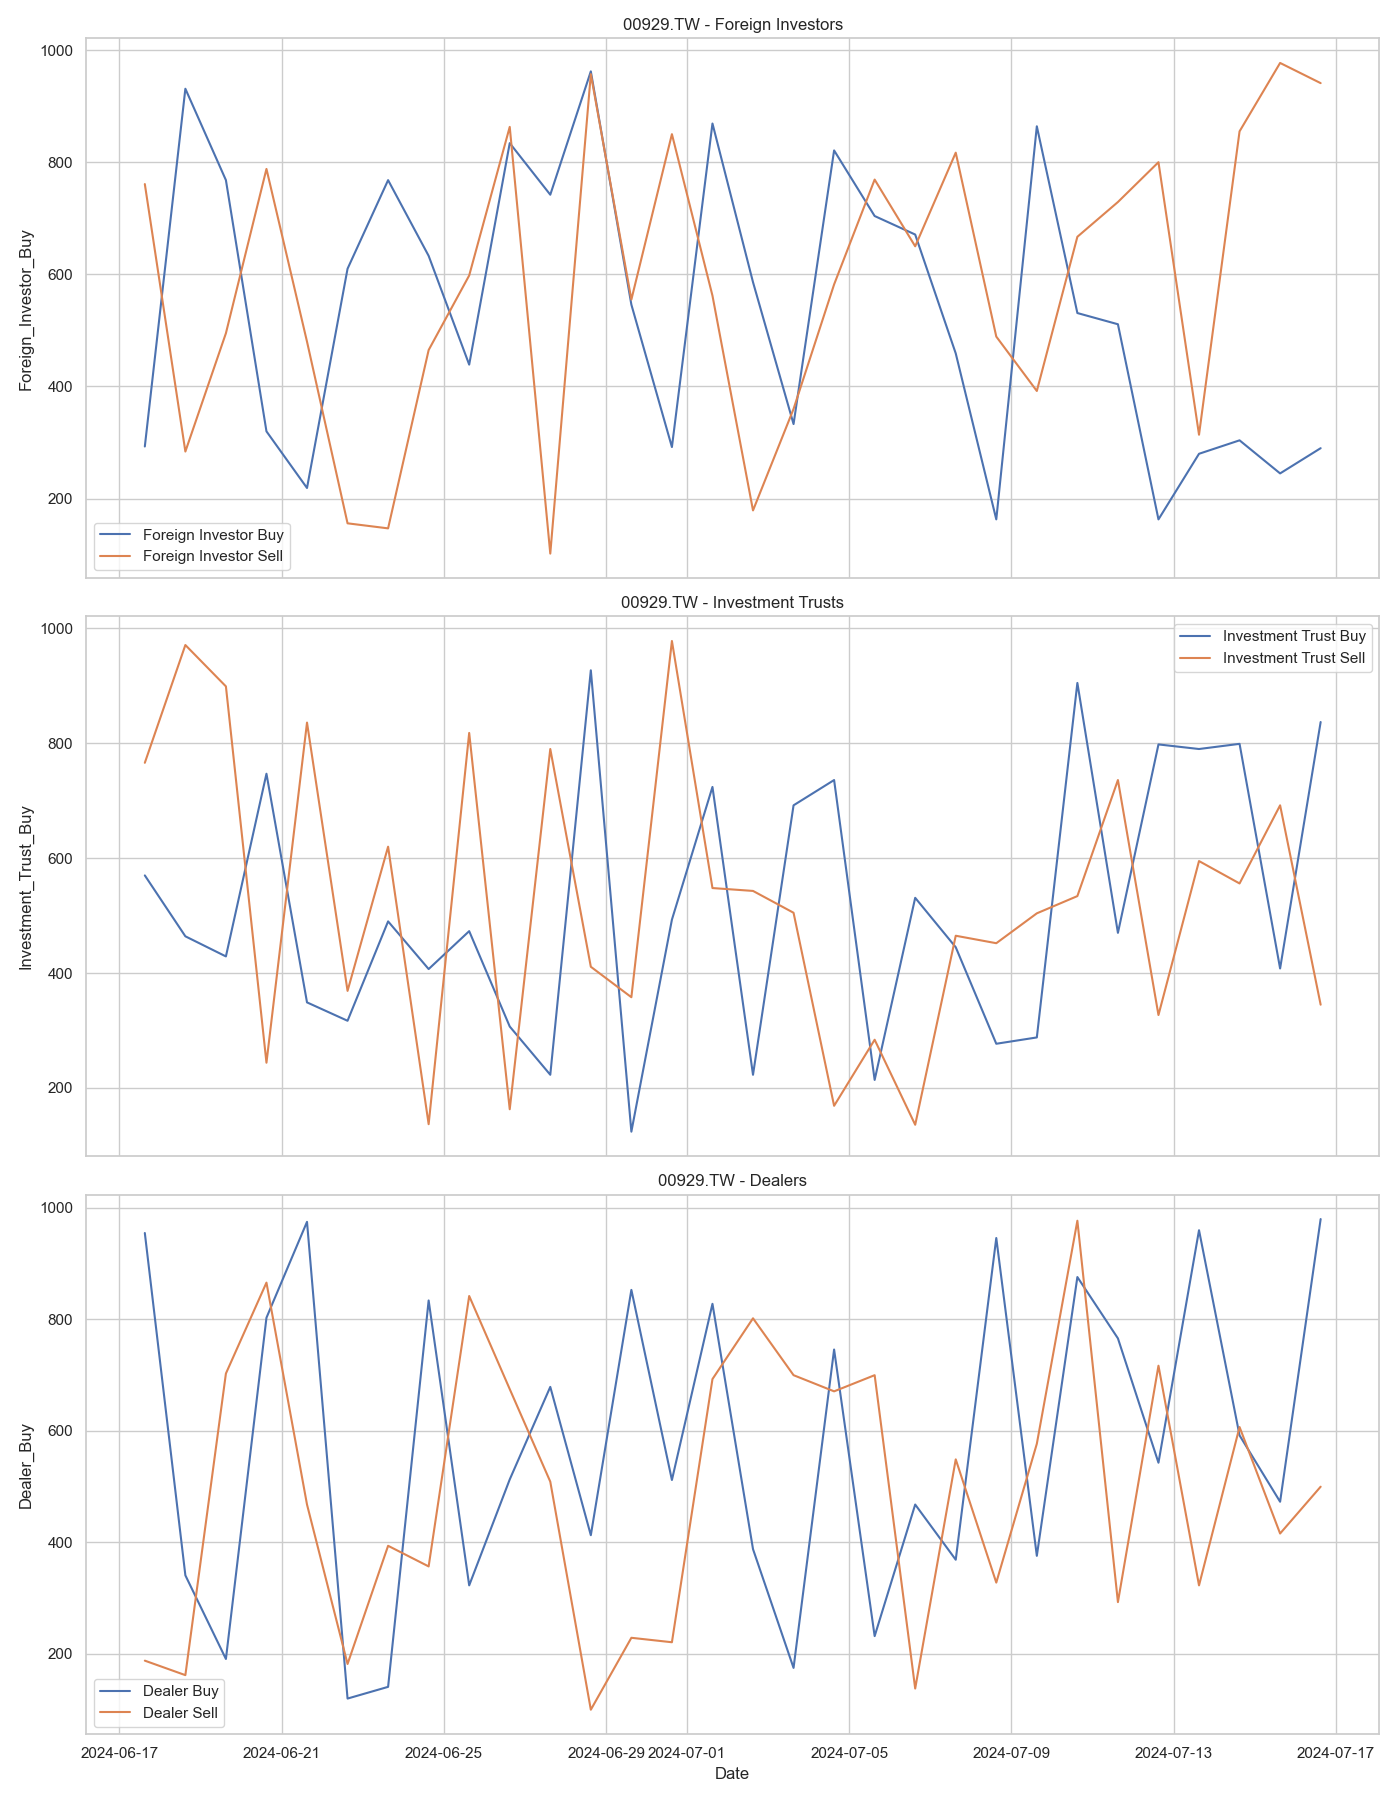 00929.TW - Foreign Investors
1000
800
600
400
200
Foreign_Investor_Buy
Foreign Investor Buy
Foreign Investor Sell
00929.TW - Investment Trusts
1000
800
600
400
200
Investment_Trust_Buy
Investment Trust Buy
Investment Trust Sell
00929.TW - Dealers
1000
800
600
400
200
Dealer_Buy
Dealer Buy
Dealer Sell
2024-06-17 2024-06-21 2024-06-25 2024-06-29 2024-07-01 2024-07-05 2024-07-09 2024-07-13 2024-07-17
Date